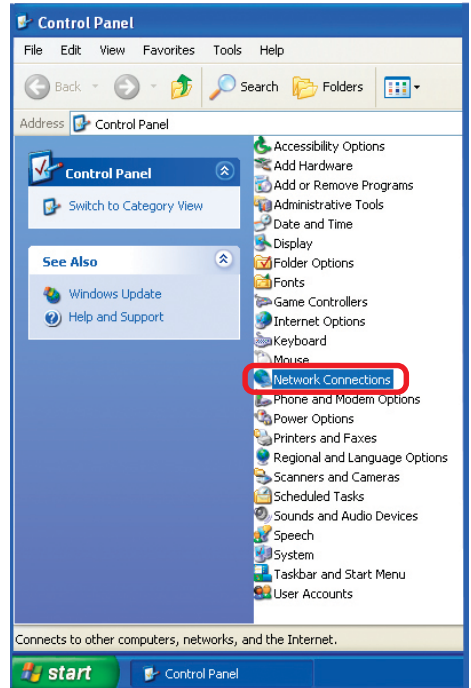 Control Panel
File Edit View Favorites Tools Help
Back Search Folders
Address Control Panel
Control Panel
Switch to Category View
See Also
Windows Update
Help and Support
Accessibility Options
Add Hardware
Add or Remove Programs
Administrative Tools
Date and Time
Display
Folder Options
Fonts
Game Controllers
Internet Options
Keyboard
Mouse
Network Connections
Phone and Modem Options
Power Options
Printers and Faxes
Regional and Language Options
Scanners and Cameras
Scheduled Tasks
Sounds and Audio Devices
Speech
System
Taskbar and Start Menu
User Accounts
Connects to other computers, networks, and the Internet.
start Control Panel